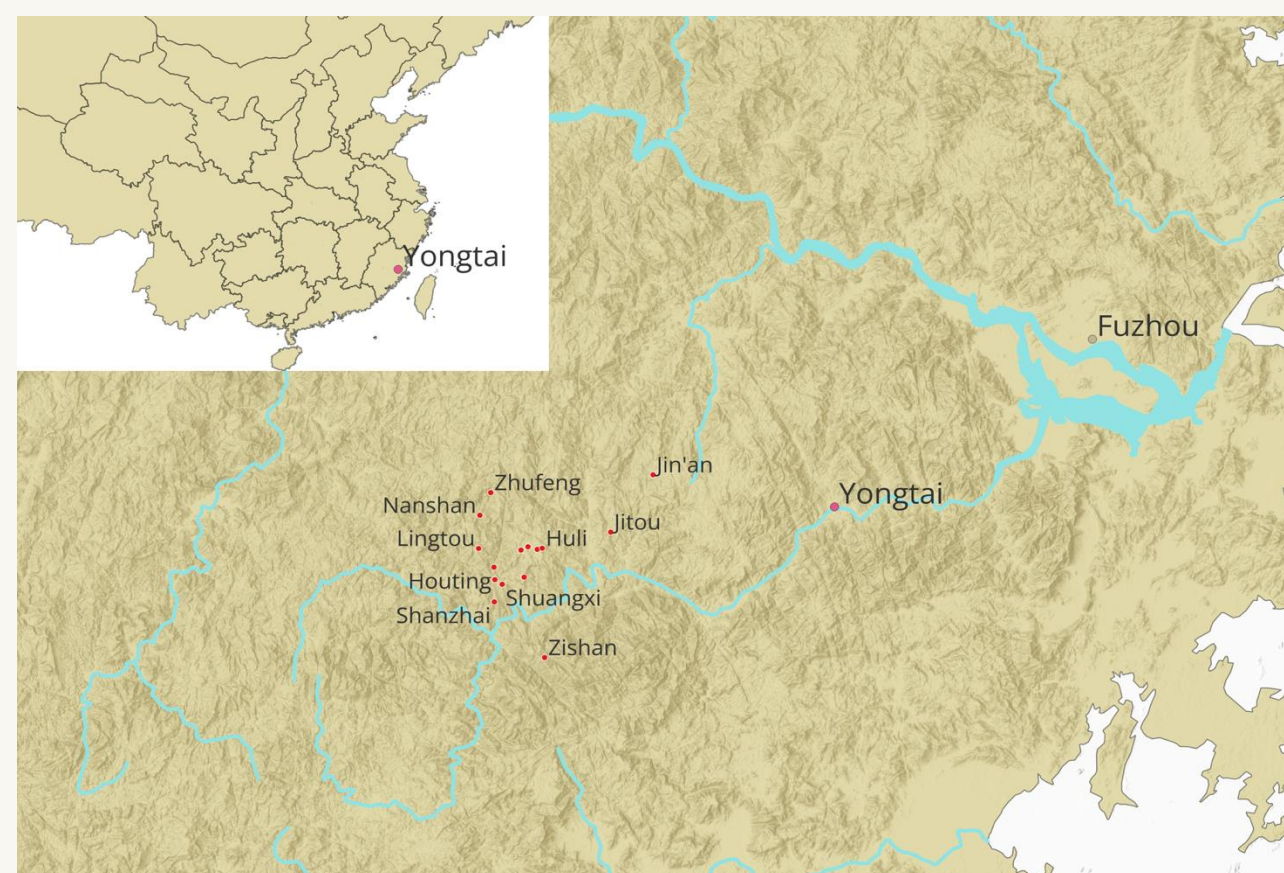 Yongtai
Fuzhou
Jin'an
Zhufeng
Yongtai
Nanshan
Jitou
Lingtou
Huli
Houting
Shuangxi
Shanzhai
Zishan